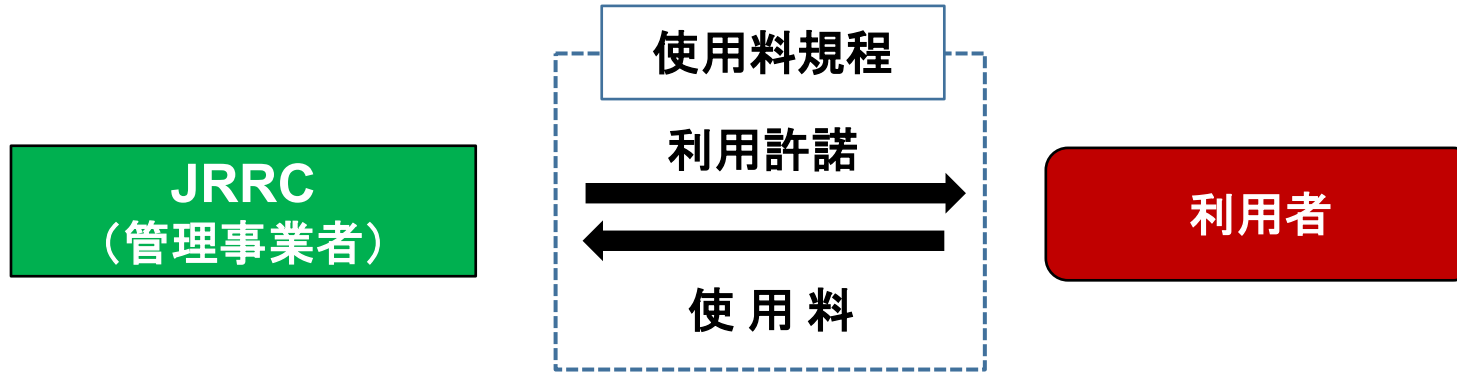 使用料規程
利用許諾
JRRC
（管理事業者）
利用者
使 用 料